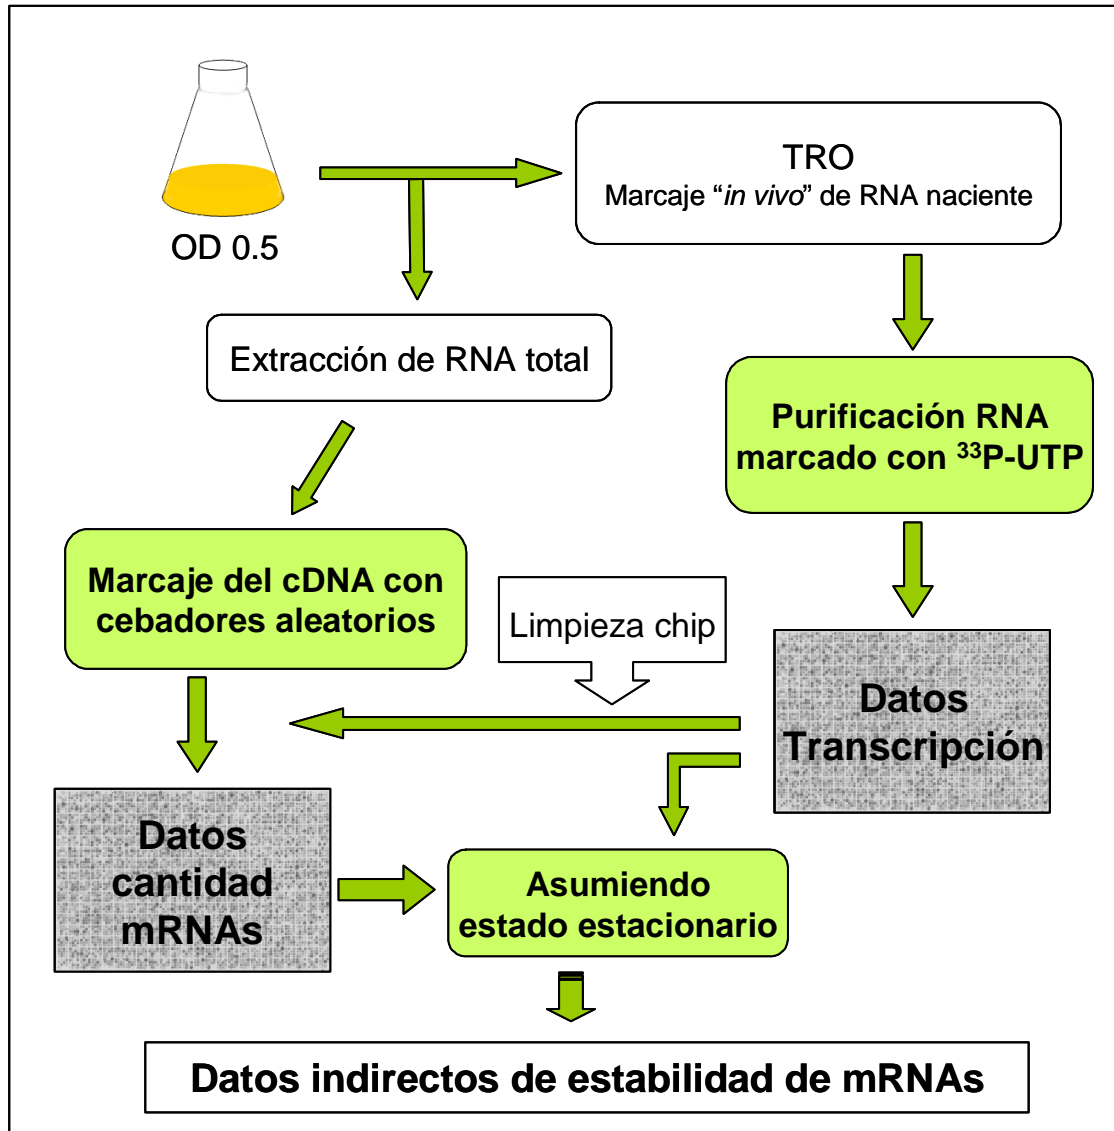 TRO
Marcaje “in vivo” de RNA naciente
OD 0.5
Extracción de RNA total
Purificación RNA
marcado con ³³P-UTP
Marcaje del cDNA con
cebadores aleatorios
Limpieza chip
Datos
Transcripción
Datos
cantidad
mRNAs
Asumiendo
estado estacionario
Datos indirectos de estabilidad de mRNAs